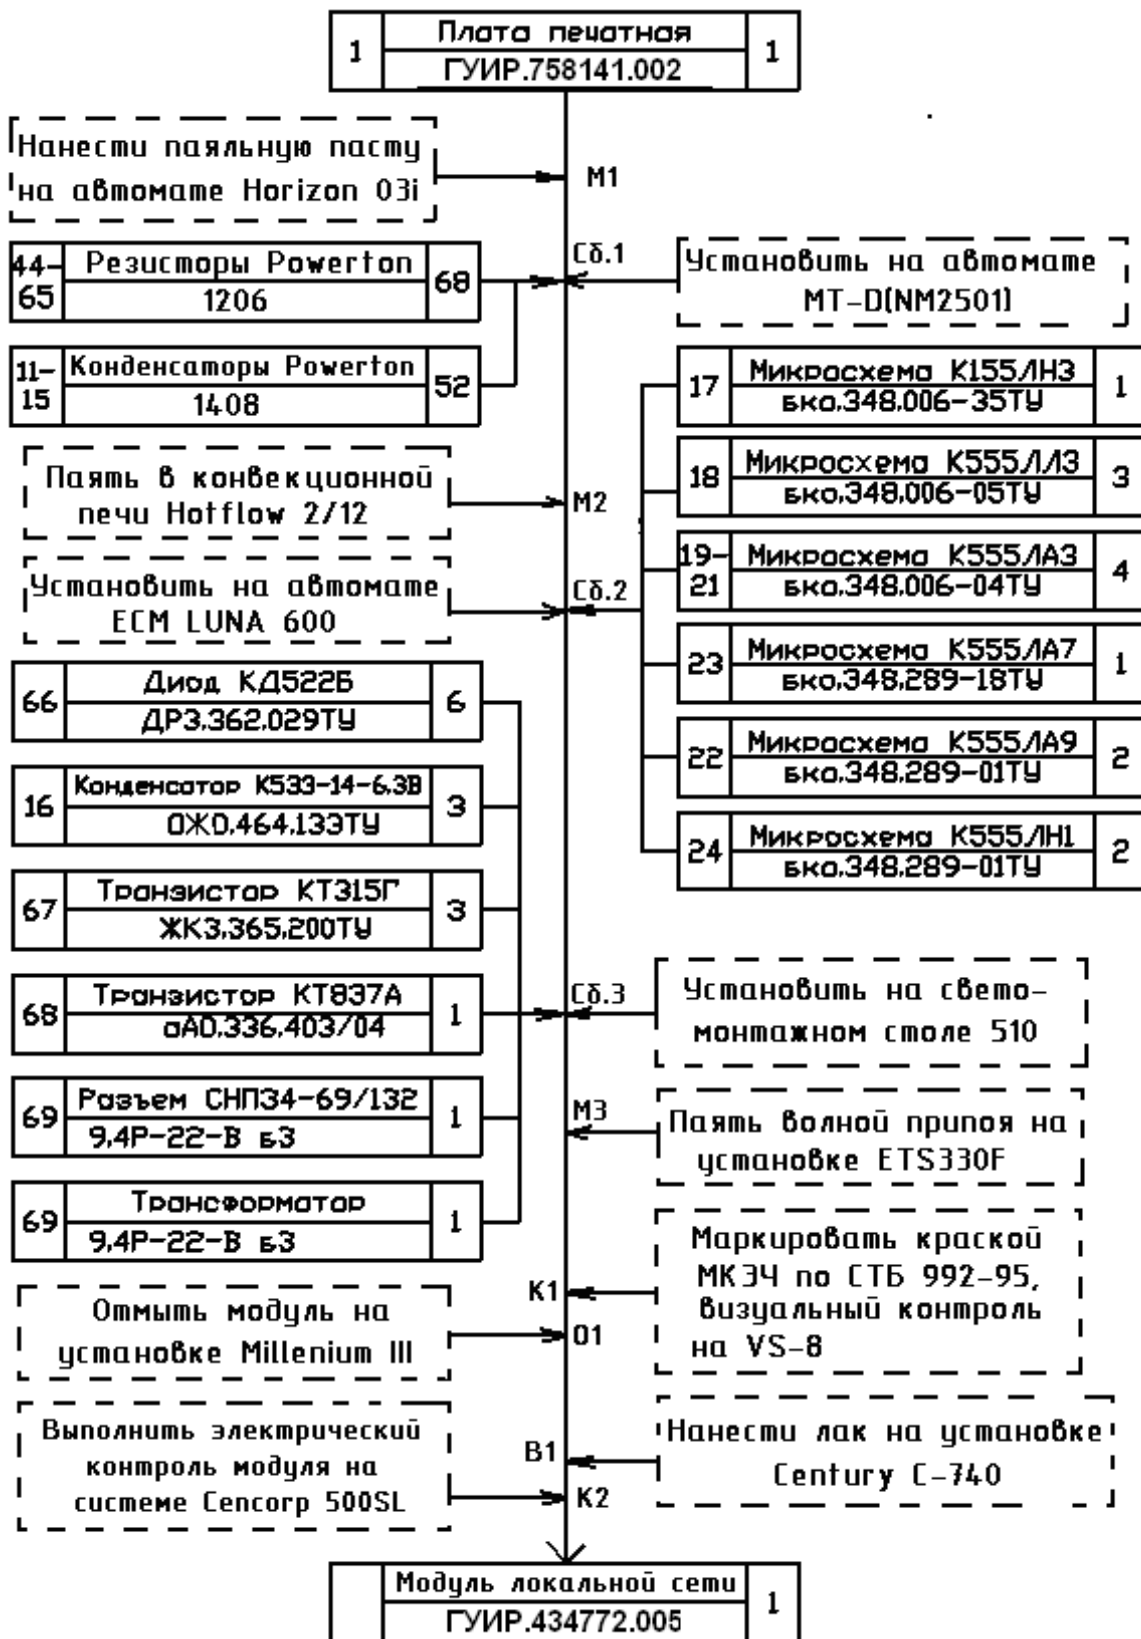 1 Плата печатная 1
ГУИР.758141.002
Нанести паяльную пасту
на автомате Horizon 03i
М1
44-
65
Резисторы Powerton
1206
68
Сб.1
Установить на автомате
MT-D(NM2501)
11-
15
Конденсаторы Powerton
1408
52
17
Микросхема К155ЛН3
бко.348.006-35ТУ
1
Паять в конвекционной
печи Hotflow 2/12
М2
18
Микросхема К555ЛЛ3
бко.348.006-05ТУ
3
Установить на автомате
ECM LUNA 600
Сб.2
19-
21
Микросхема К555ЛА3
бко.348.006-04ТУ
4
23
Микросхема К555ЛА7
бко.348.289-18ТУ
1
22
Микросхема К555ЛА9
бко.348.289-01ТУ
2
24
Микросхема К555ЛН1
бко.348.289-01ТУ
2
66
Диод КД522Б
ДР3.362.029ТУ
6
16
Конденсатор К533-14-6.3В
ОЖО.464.133ТУ
3
67
Транзистор КТ315Г
ЖК3.365.200ТУ
3
68
Транзистор КТ837А
аАО.336.403/04
1
Сб.3
Установить на свето-
монтажном столе 510
69
Разъем СНП34-69/132
9.4Р-22-В б3
1
М3
Паять волной припоя на
установке ETS330F
69
Трансформатор
9.4Р-22-В б3
1
К1
Маркировать краской
МКЭЧ по СТБ 992-95,
визуальный контроль
на VS-8
Отмыть модуль на
установке Millenium III
О1
Выполнить электрический
контроль модуля на
системе Cencorp 500SL
В1
Нанести лак на установке
Century C-740
К2
Модуль локальной сети 1
ГУИР.434772.005